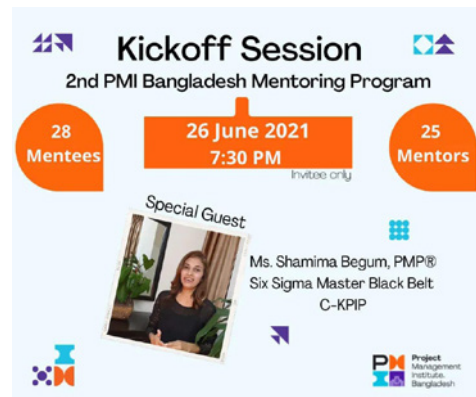 Kickoff Session
2nd PMI Bangladesh Mentoring Program
28
Mentees
26 June 2021
7:30 PM
25
Mentors
Invitee only
Special Guest
Ms. Shamima Begum, PMP®
Six Sigma Master Black Belt
C-KPIP
Project
Management
Institute.
Bangladesh